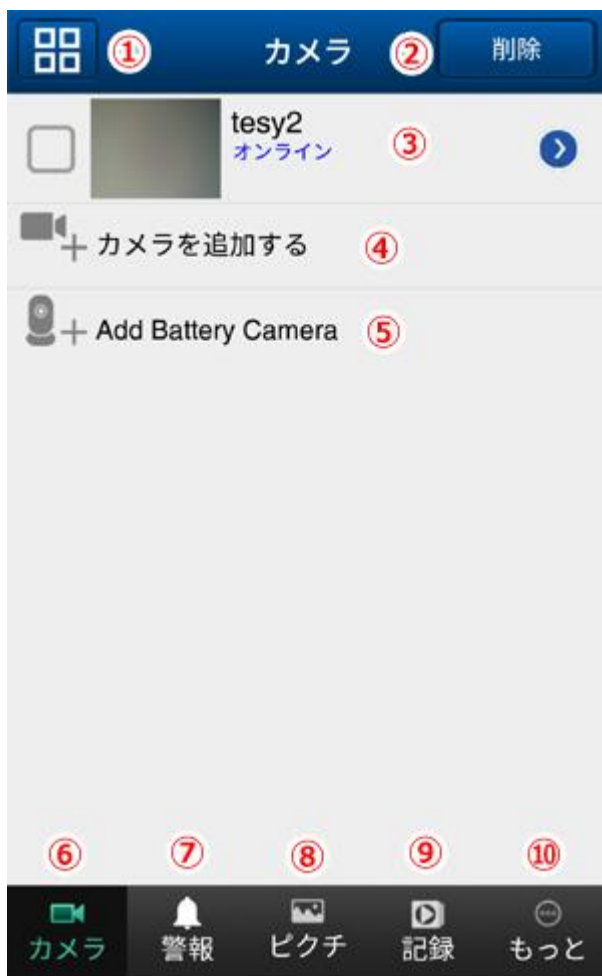 ① カメラ ② 削除
tesy2
オンライン
③
カメラを追加する ④
Add Battery Camera ⑤
⑥ ⑦ ⑧ ⑨ ⑩
カメラ 警報 ピクチ 記録 もっと